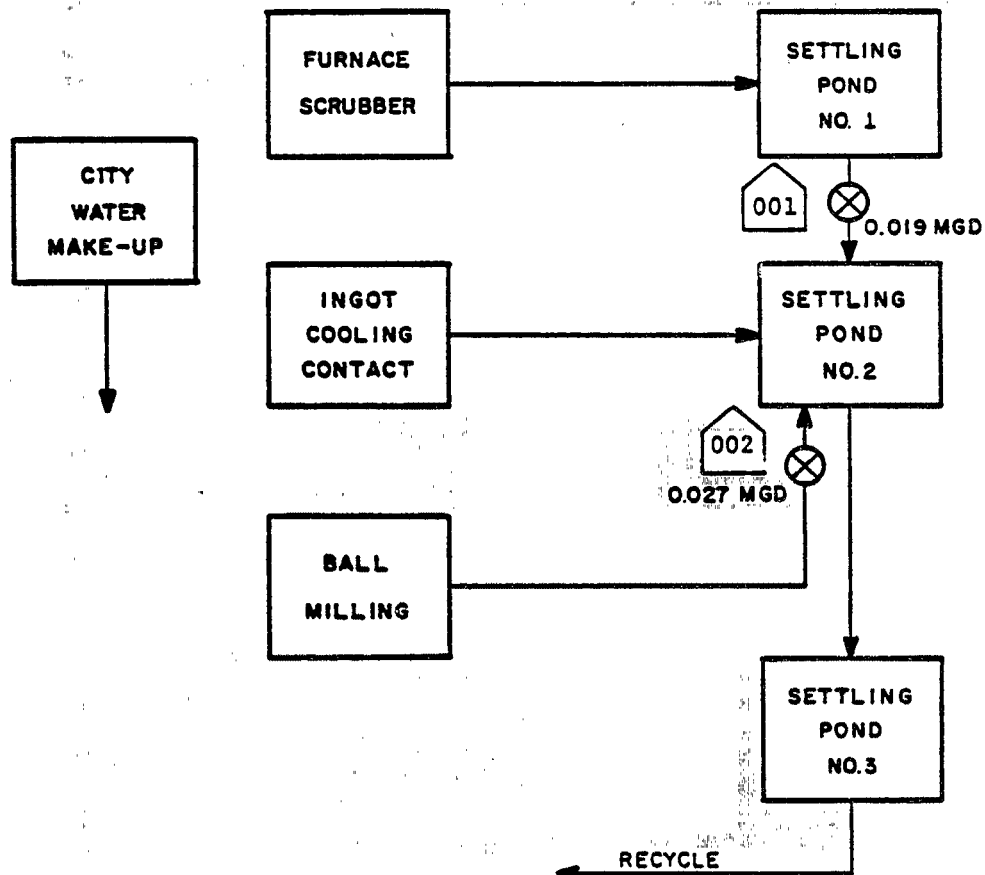 FURNACE
SCRUBBER
SETTLING
POND
NO. 1
CITY
WATER
MAKE-UP
001
0.019 MGD
INGOT
COOLING
CONTACT
SETTLING
POND
NO.2
002
0.027 MGD
BALL
MILLING
SETTLING
POND
NO.3
RECYCLE